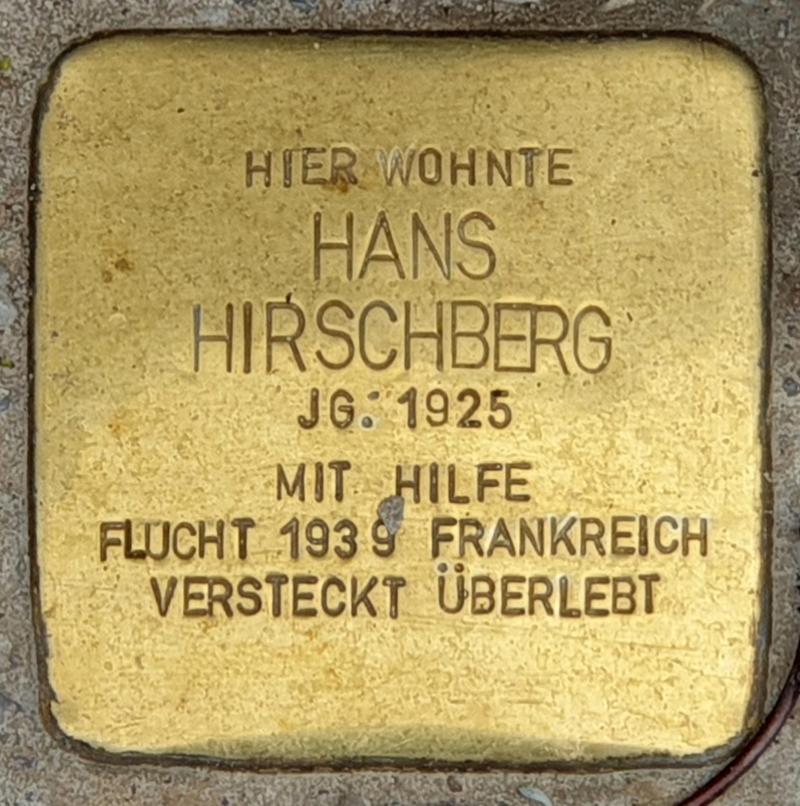 HIER WOHNTE
HANS
HIRSCHBERG
JG. 1925
MIT HILFE
FLUCHT 1939 FRANKREICH
VERSTECKT ÜBERLEBT